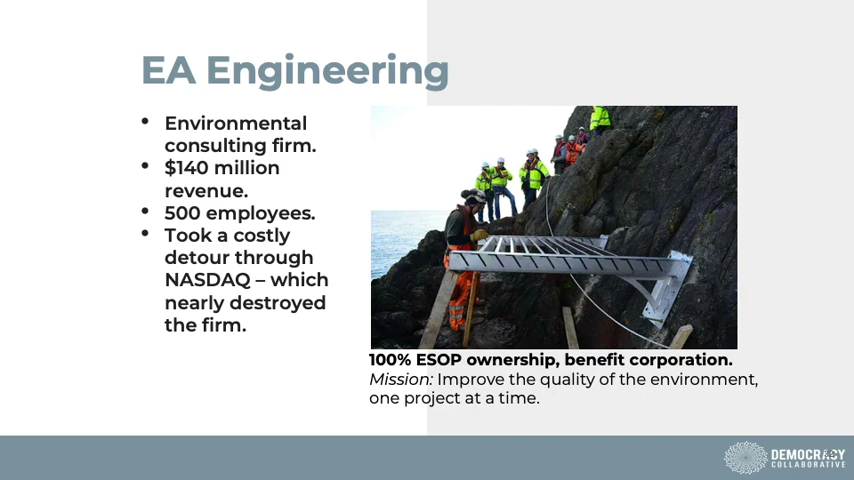 EA Engineering
• Environmental
consulting firm.
• $140 million
revenue.
• 500 employees.
• Took a costly
detour through
NASDAQ – which
nearly destroyed
the firm.
100% ESOP ownership, benefit corporation.
Mission: Improve the quality of the environment,
one project at a time.
DEMOCRACY
COLLABORATIVE